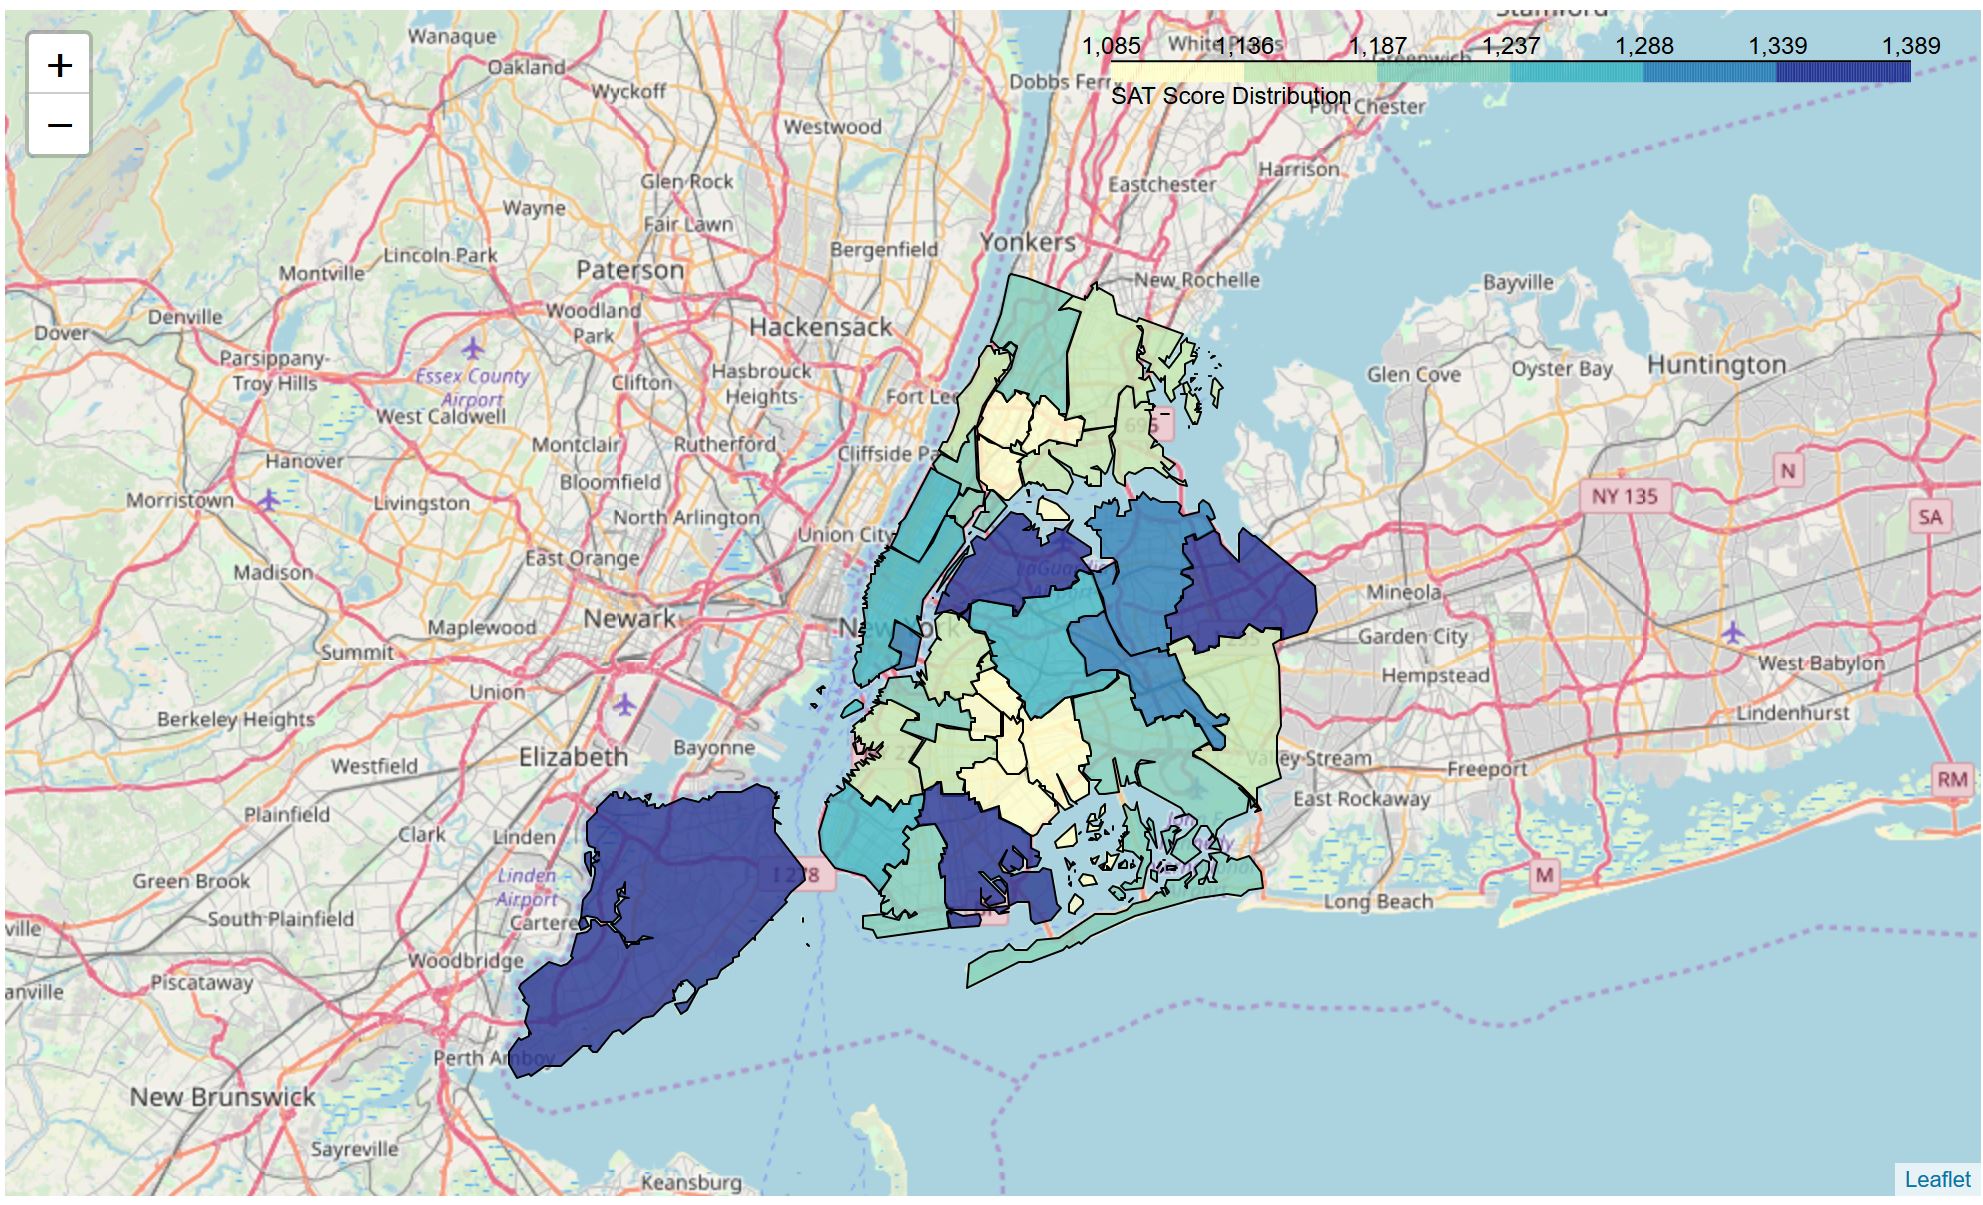 +
−
1,085 1,136 1,187 1,237 1,288 1,339 1,389
SAT Score Distribution
Wanaque
Oakland
Wyckoff
Dobbs Ferry
Greenwich
Port Chester
Westwood
Glen Rock
Eastchester
Harrison
Wayne
Fair Lawn
Lincoln Park
Bergenfield
Yonkers
Montville
Paterson
New Rochelle
Bayville
Denville
Woodland
Park
Hackensack
Dover
Parsippany-
Troy Hills
Essex County
Airport
Clifton
Hasbrouck
Heights
Fort Lee
Glen Cove
Oyster Bay
Huntington
West Caldwell
Montclair
Rutherford
Cliffside Pa
695
Hanover
Morristown
Livingston
Bloomfield
North Arlington
Union City
N
NY 135
SA
East Orange
Madison
LaGuardia
Newark
New York
Mineola
Maplewood
Summit
Garden City
Hempstead
West Babylon
Union
Berkeley Heights
Lindenhurst
Elizabeth
Bayonne
Westfield
Valley Stream
Freeport
RM
East Rockaway
Plainfield
Clark
Linden
Green Brook
Linden
Airport
I 278
M
South Plainfield
Carteret
Long Beach
ville
Woodbridge
Piscataway
anville
Perth Amboy
New Brunswick
Sayreville
Keansburg
Leaflet